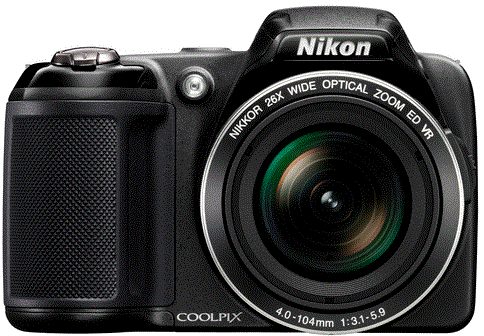 Nikon
NIKKOR 26X WIDE OPTICAL ZOOM ED VR
4.0-104mm 1:3.1-5.9
COOLPIX